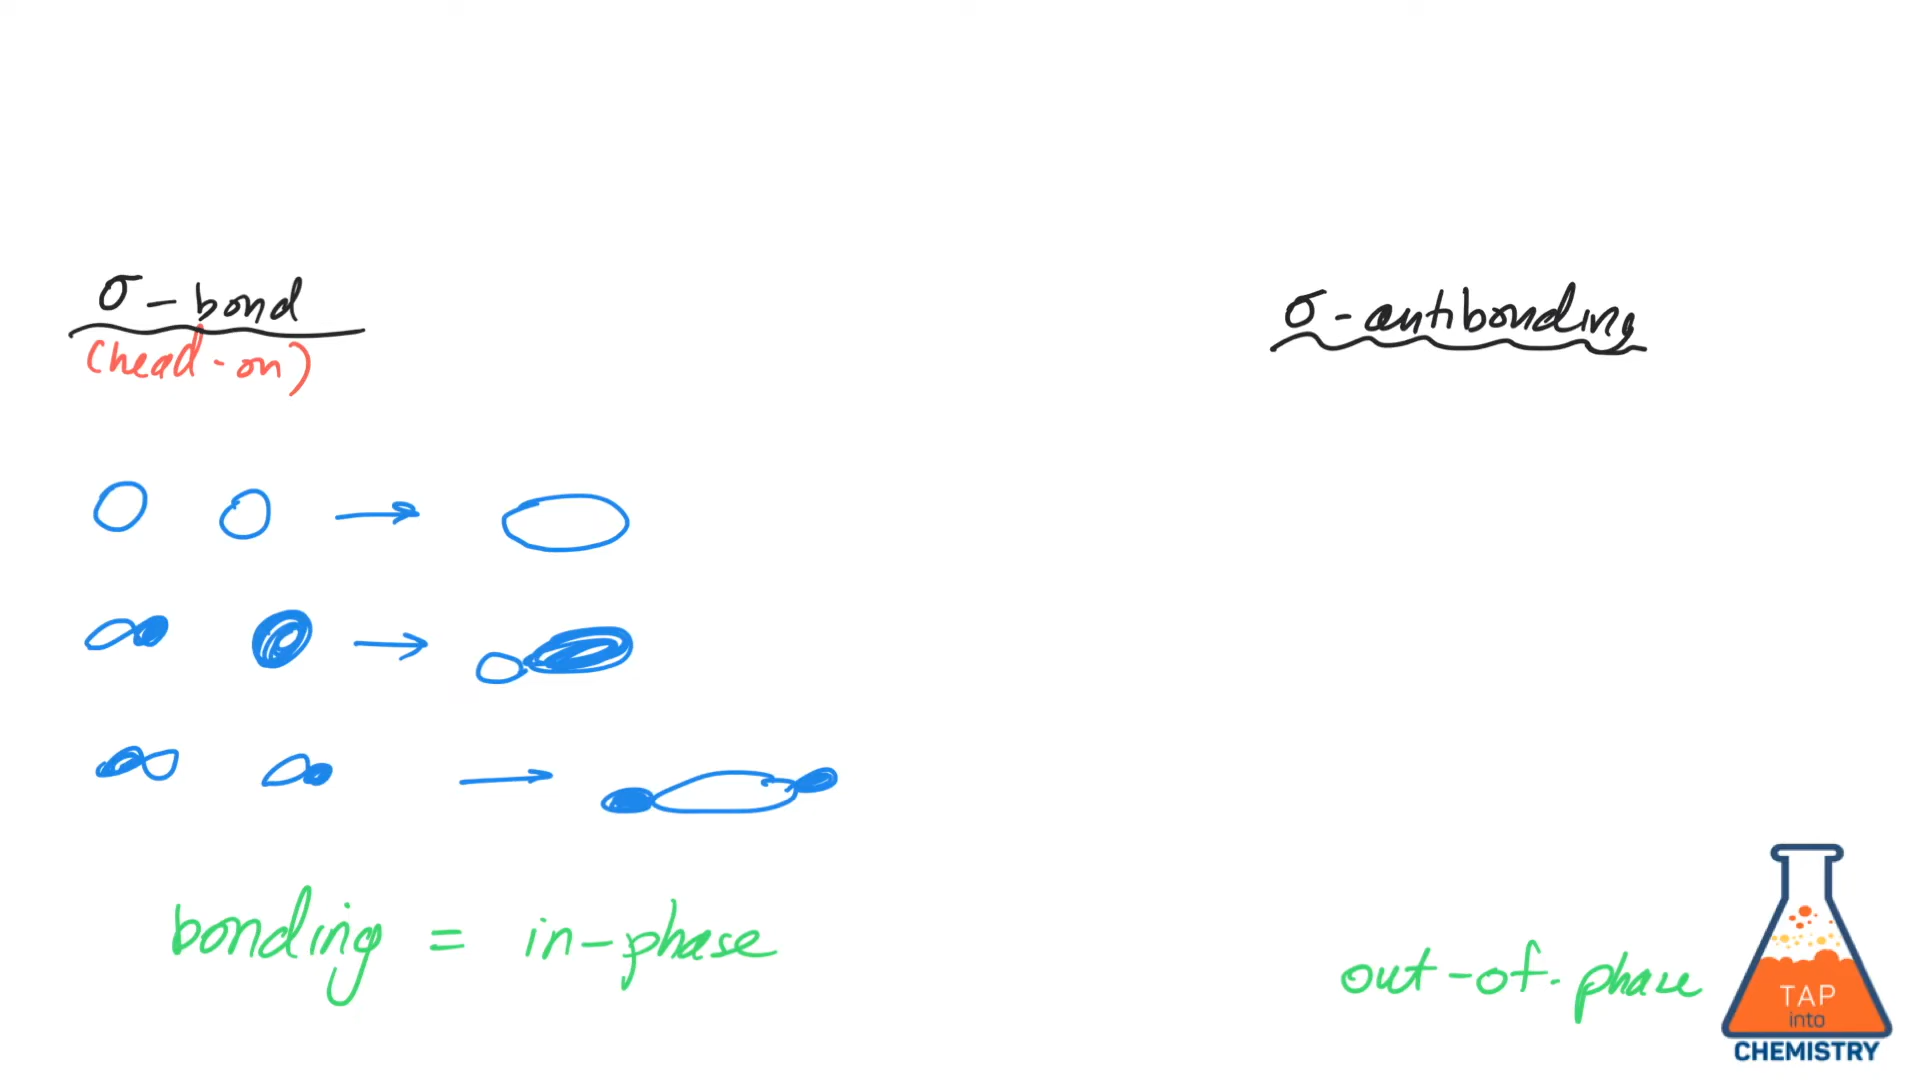 σ - bond
(head-on)
σ - antibonding
bonding = in-phase
out-of-phase
TAP
into
CHEMISTRY